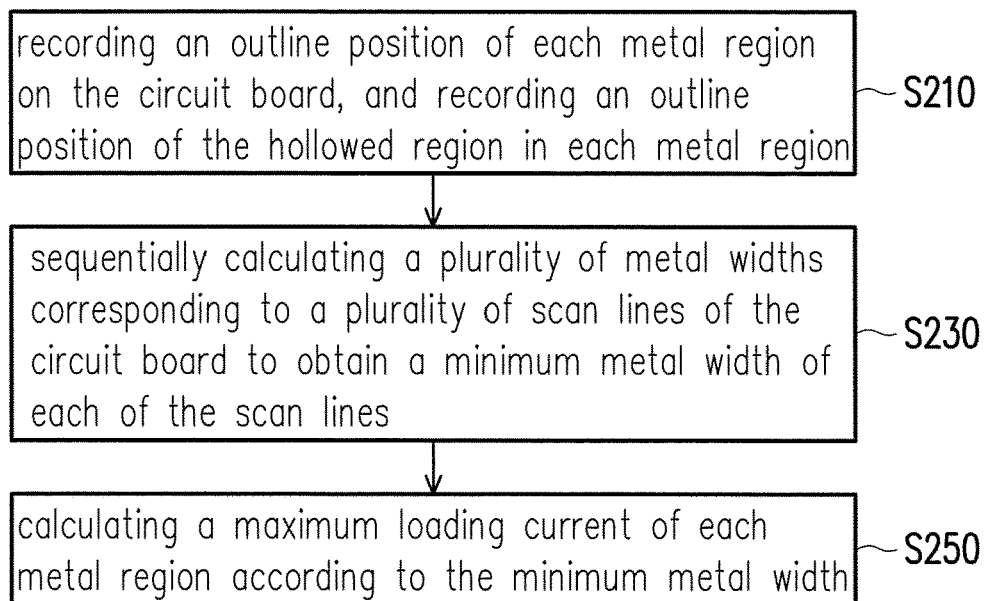 recording an outline position of each metal region
on the circuit board, and recording an outline
position of the hollowed region in each metal region
S210
sequentially calculating a plurality of metal widths
corresponding to a plurality of scan lines of the
circuit board to obtain a minimum metal width of
each of the scan lines
S230
calculating a maximum loading current of each
metal region according to the minimum metal width
S250